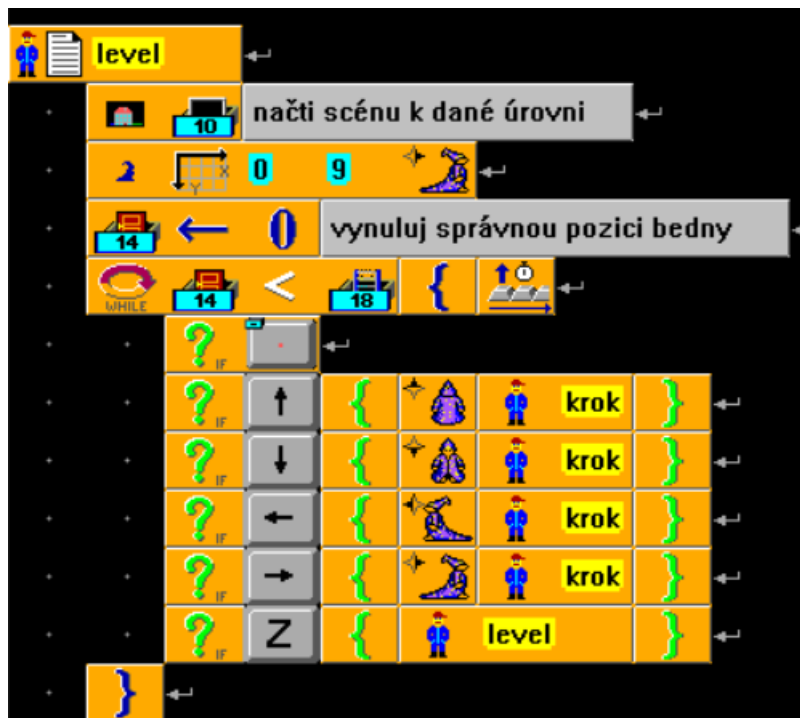 level
10 načti scénu k dané úrovni
X Y 0 9
14 ← 0 vynuluj správnou pozici bedny
WHILE 14 < 18 {
? IF
? IF ↑ { krok }
? IF ↓ { krok }
? IF ← { krok }
? IF → { krok }
? IF Z { level }
}